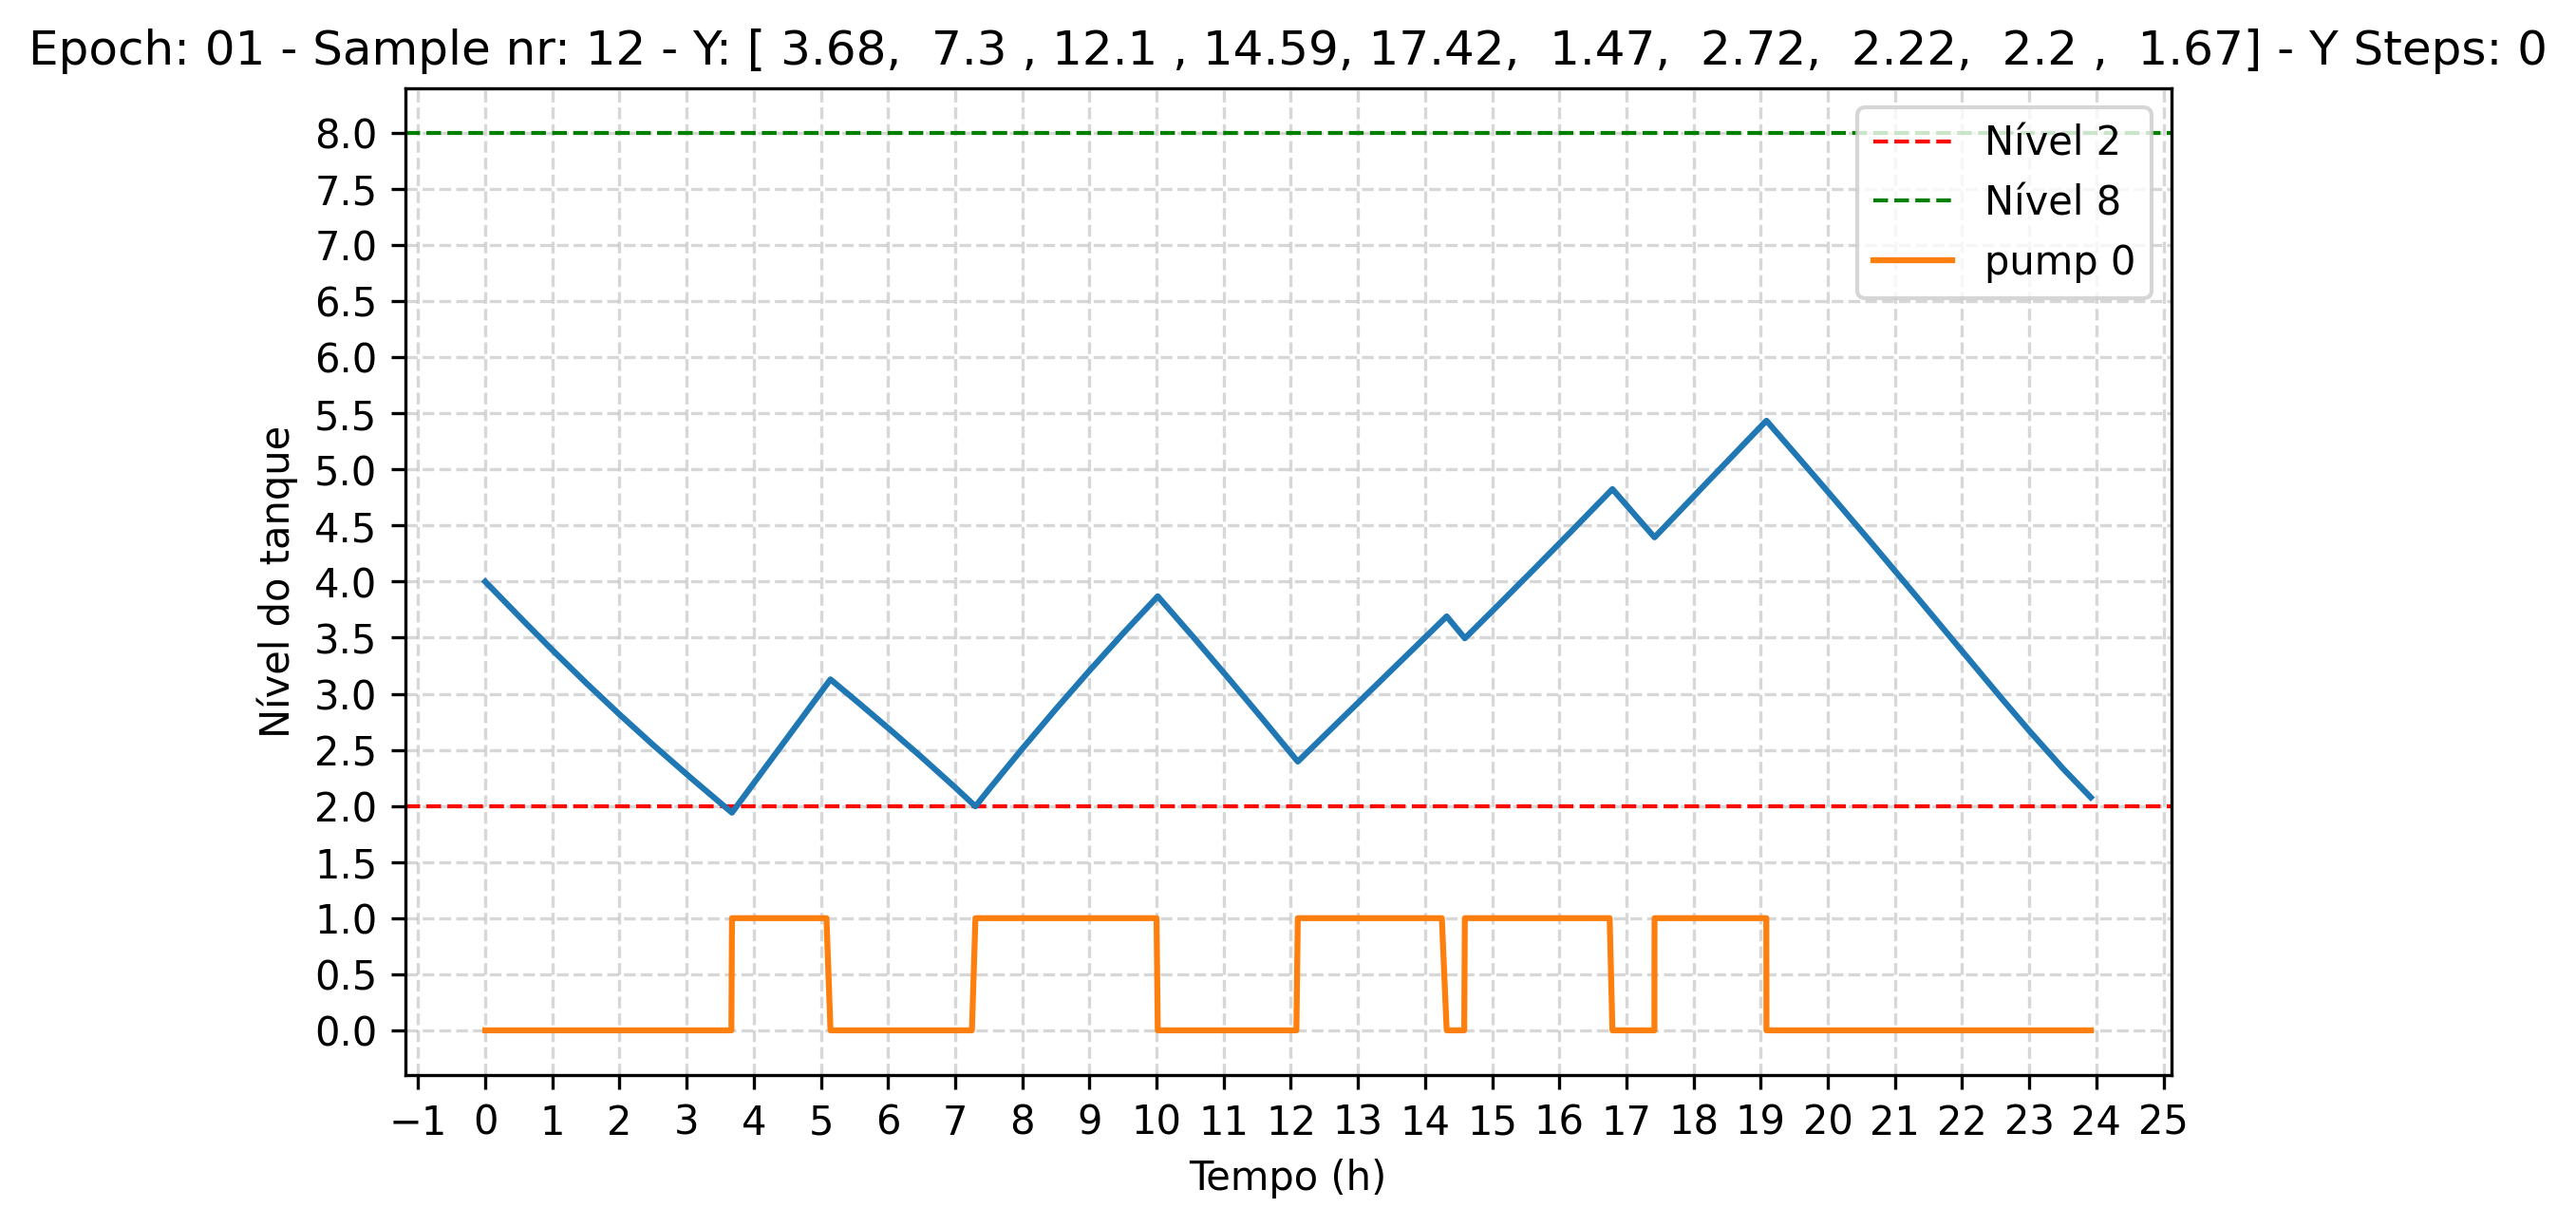 Epoch: 01 - Sample nr: 12 - Y: [ 3.68,  7.3 , 12.1 , 14.59, 17.42,  1.47,  2.72,  2.22,  2.2 ,  1.67] - Y Steps: 0
Nível 2
Nível 8
pump 0
Nível do tanque
8.0
7.5
7.0
6.5
6.0
5.5
5.0
4.5
4.0
3.5
3.0
2.5
2.0
1.5
1.0
0.5
0.0
−1 0 1 2 3 4 5 6 7 8 9 10 11 12 13 14 15 16 17 18 19 20 21 22 23 24 25
Tempo (h)